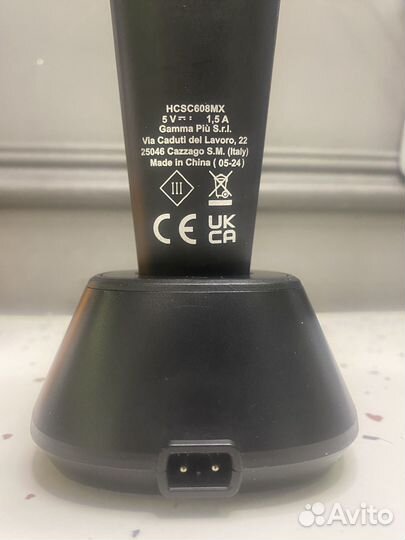 HCSC608MX
5 V⎓ 1,5 A
Gamma Più S.r.l.
Via Caduti del Lavoro, 22
25046 Cazzago S.M. (Italy)
Made in China ( 05-24)
III
CE UK
CA
Avito